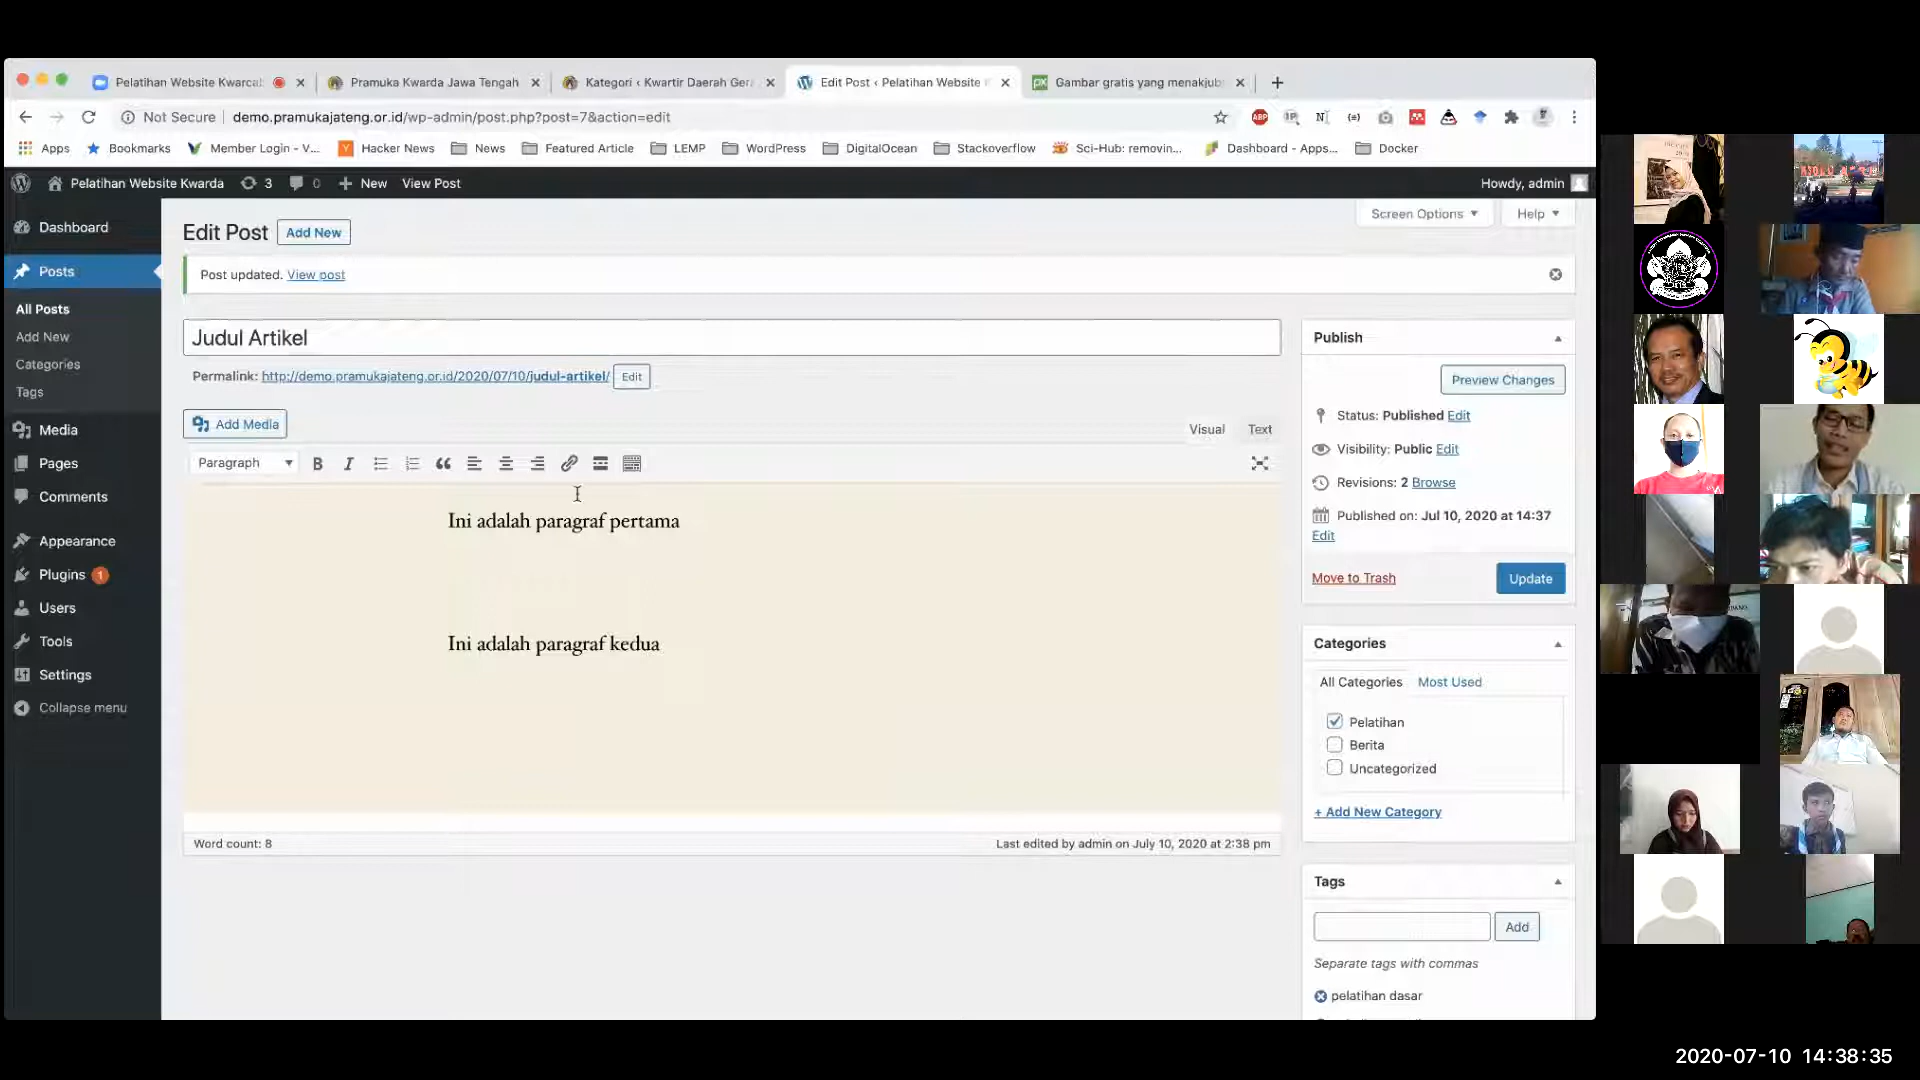 Pelatihan Website Kwarca
Pramuka Kwarda Jawa Tengah
Kategori ‹ Kwartir Daerah Ger
Edit Post ‹ Pelatihan Website K
Gambar gratis yang menakjub
Not Secure
demo.pramukajateng.or.id/wp-admin/post.php?post=7&action=edit
Apps
Bookmarks
Member Login - V...
Hacker News
News
Featured Article
LEMP
WordPress
DigitalOcean
Stackoverflow
Sci-Hub: removin...
Dashboard - Apps...
Docker
Pelatihan Website Kwarda
3
0
New
View Post
Howdy, admin
Dashboard
Posts
All Posts
Add New
Categories
Tags
Media
Pages
Comments
Appearance
Plugins 1
Users
Tools
Settings
Collapse menu
Screen Options
Help
Edit Post
Add New
Post updated. View post
Judul Artikel
Permalink: http://demo.pramukajateng.or.id/2020/07/10/judul-artikel/ Edit
Add Media
Visual
Text
Paragraph
Ini adalah paragraf pertama
Ini adalah paragraf kedua
Word count: 8
Last edited by admin on July 10, 2020 at 2:38 pm
Publish
Preview Changes
Status: Published Edit
Visibility: Public Edit
Revisions: 2 Browse
Published on: Jul 10, 2020 at 14:37
Edit
Move to Trash
Update
Categories
All Categories
Most Used
Pelatihan
Berita
Uncategorized
+ Add New Category
Tags
Add
Separate tags with commas
pelatihan dasar
2020-07-10 14:38:35